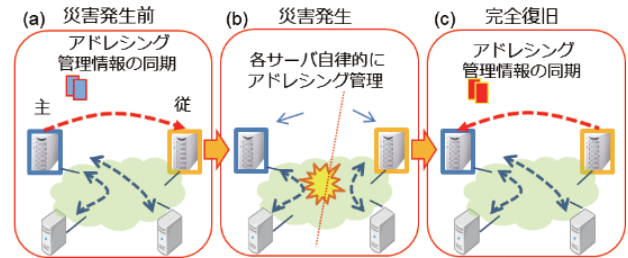 (a) 災害発生前
アドレシング
管理情報の同期
主
従
(b) 災害発生
各サーバ自律的に
アドレシング管理
(c) 完全復旧
アドレシング
管理情報の同期